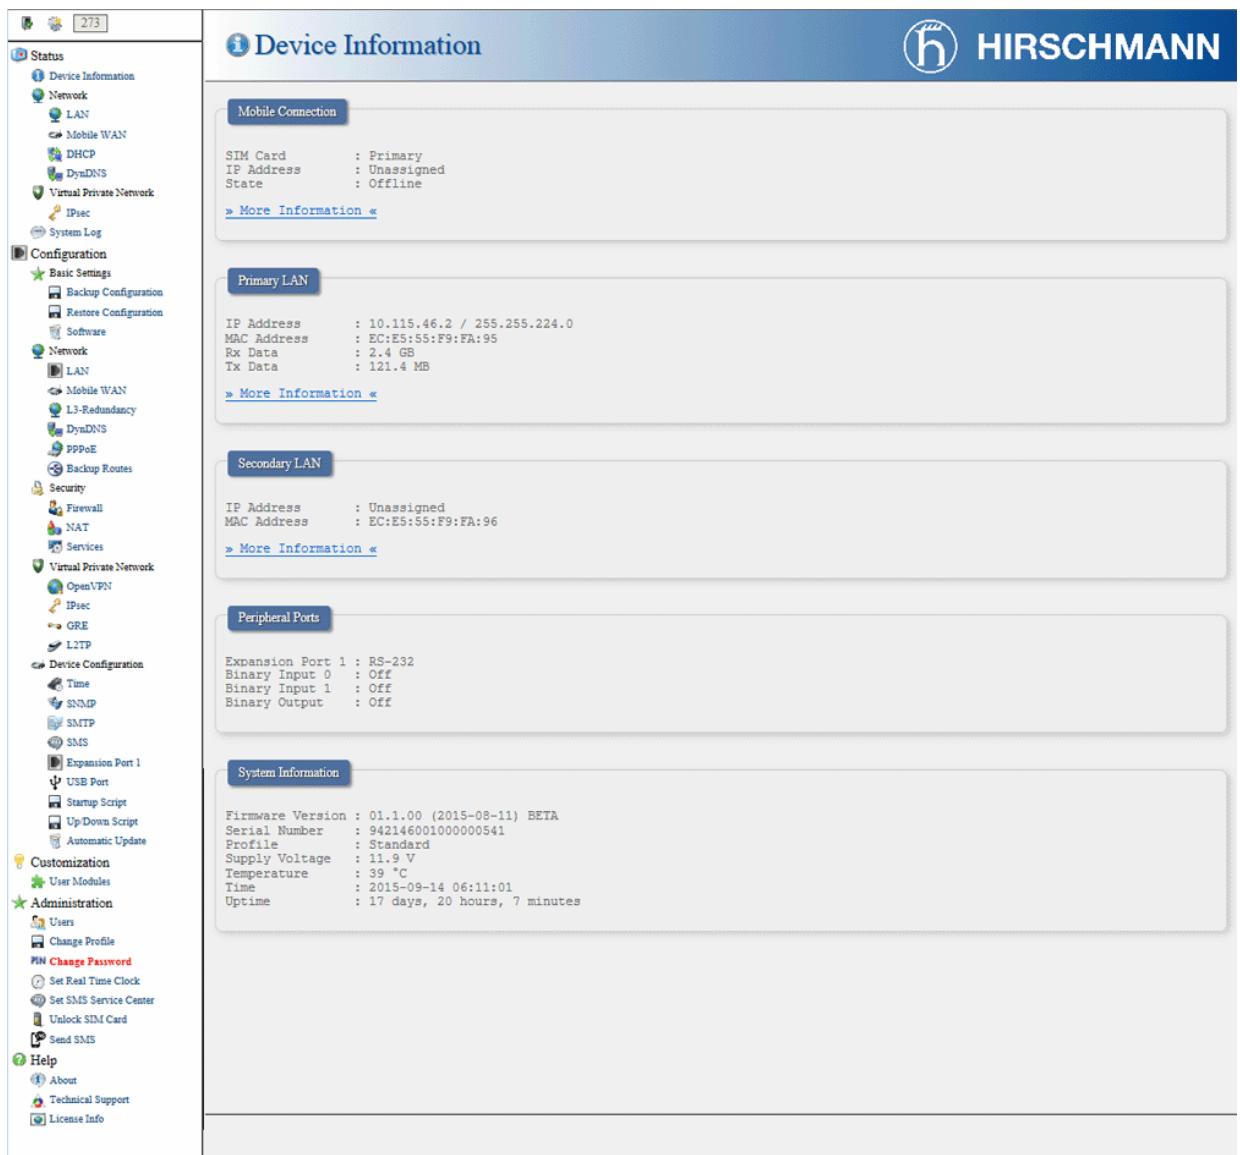 273
Status
Device Information
Network
LAN
Mobile WAN
DHCP
DynDNS
Virtual Private Network
IPsec
System Log
Configuration
Basic Settings
Backup Configuration
Restore Configuration
Software
Network
LAN
Mobile WAN
L3-Redundancy
DynDNS
PPPoE
Backup Routes
Security
Firewall
NAT
Services
Virtual Private Network
OpenVPN
IPsec
GRE
L2TP
Device Configuration
Time
SNMP
SMTP
SMS
Expansion Port 1
USB Port
Startup Script
Up/Down Script
Automatic Update
Customization
User Modules
Administration
Users
Change Profile
PIN Change Password
Set Real Time Clock
Set SMS Service Center
Unlock SIM Card
Send SMS
Help
About
Technical Support
License Info
Device Information
HIRSCHMANN
Mobile Connection
SIM Card : Primary
IP Address : Unassigned
State : Offline
» More Information «
Primary LAN
IP Address : 10.115.46.2 / 255.255.224.0
MAC Address : EC:E5:55:F9:FA:95
Rx Data : 2.4 GB
Tx Data : 121.4 MB
» More Information «
Secondary LAN
IP Address : Unassigned
MAC Address : EC:E5:55:F9:FA:96
» More Information «
Peripheral Ports
Expansion Port 1 : RS-232
Binary Input 0 : Off
Binary Input 1 : Off
Binary Output : Off
System Information
Firmware Version : 01.1.00 (2015-08-11) BETA
Serial Number : 942146001000000541
Profile : Standard
Supply Voltage : 11.9 V
Temperature : 39 °C
Time : 2015-09-14 06:11:01
Uptime : 17 days, 20 hours, 7 minutes